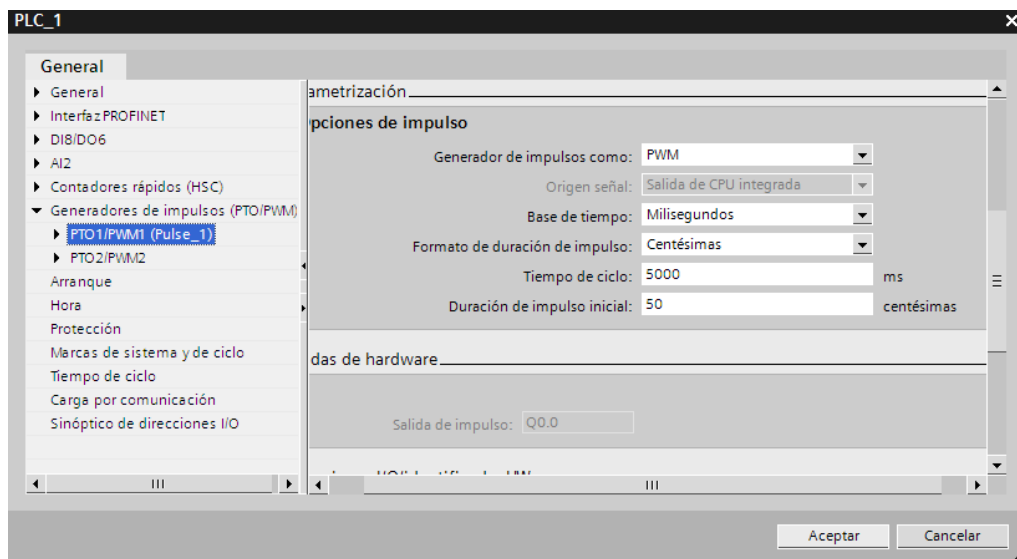 PLC_1
General
General
Interfaz PROFINET
DI8/DO6
AI2
Contadores rápidos (HSC)
Generadores de impulsos (PTO/PWM)
PTO1/PWM1 (Pulse_1)
PTO2/PWM2
Arranque
Hora
Protección
Marcas de sistema y de ciclo
Tiempo de ciclo
Carga por comunicación
Sinóptico de direcciones I/O
ametrización
pciones de impulso
Generador de impulsos como: PWM
Origen señal: Salida de CPU integrada
Base de tiempo: Milisegundos
Formato de duración de impulso: Centésimas
Tiempo de ciclo: 5000 ms
Duración de impulso inicial: 50 centésimas
das de hardware
Salida de impulso: Q0.0
Aceptar Cancelar